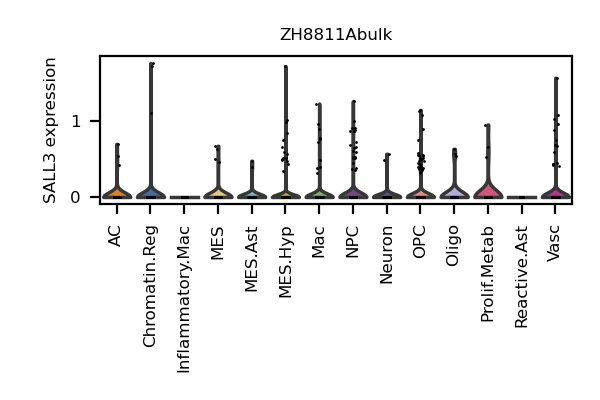 ZH8811Abulk
SALL3 expression
1
0
AC
Chromatin.Reg
Inflammatory.Mac
MES
MES.Ast
MES.Hyp
Mac
NPC
Neuron
OPC
Oligo
Prolif.Metab
Reactive.Ast
Vasc